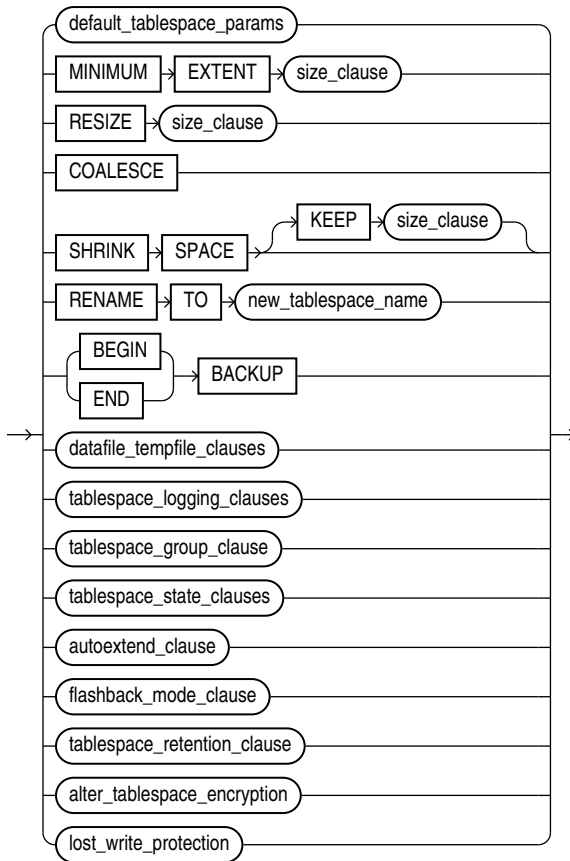 default_tablespace_params
MINIMUM EXTENT size_clause
RESIZE size_clause
COALESCE
KEEP size_clause
SHRINK SPACE
RENAME TO new_tablespace_name
BEGIN
BACKUP
END
datafile_tempfile_clauses
tablespace_logging_clauses
tablespace_group_clause
tablespace_state_clauses
autoextend_clause
flashback_mode_clause
tablespace_retention_clause
alter_tablespace_encryption
lost_write_protection